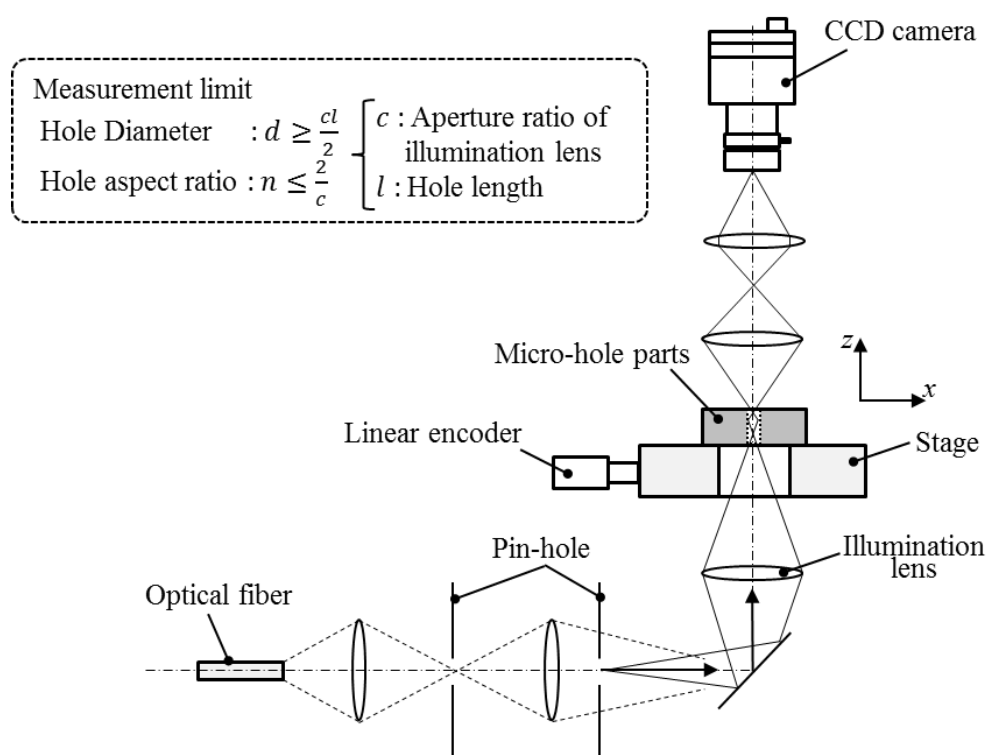 CCD camera
Measurement limit
Hole Diameter : d ≥ cl/2
Hole aspect ratio : n ≤ 2/c
c : Aperture ratio of
illumination lens
l : Hole length
Micro-hole parts
z
x
Linear encoder
Stage
Pin-hole
Illumination
lens
Optical fiber